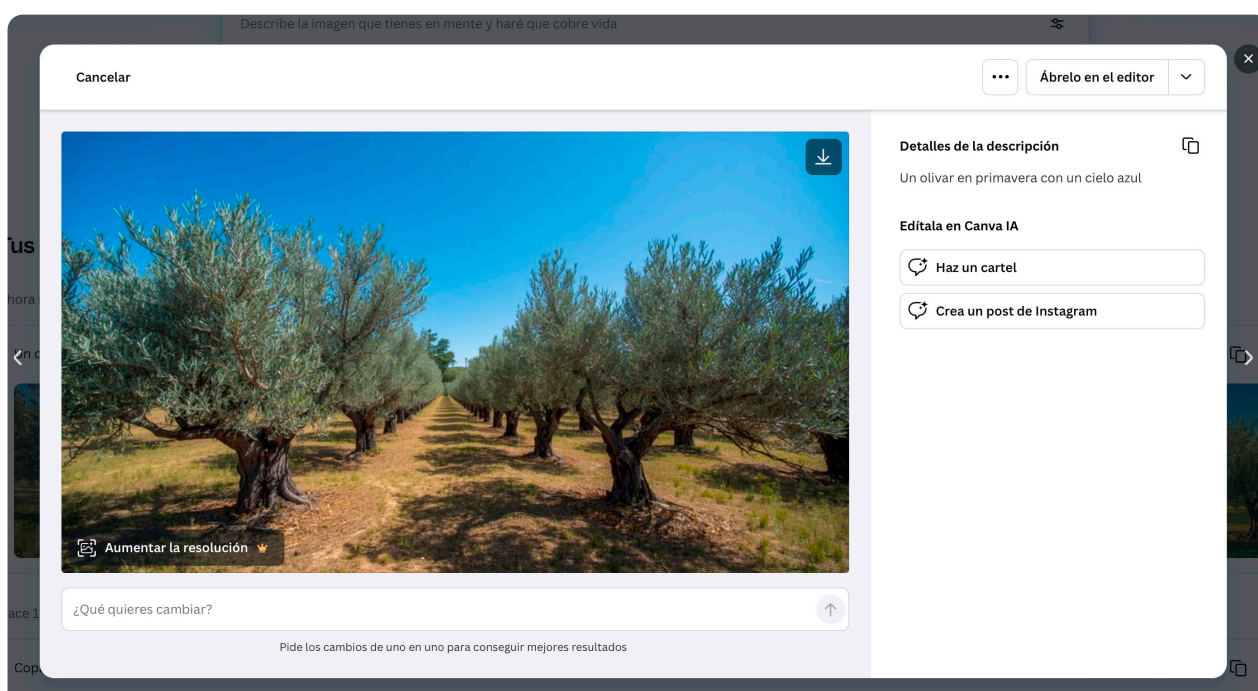 Describe la imagen que tienes en mente y haré que cobre vida
Cancelar
Ábrelo en el editor
Detalles de la descripción
Un olivar en primavera con un cielo azul
Edítala en Canva IA
Haz un cartel
Crea un post de Instagram
Aumentar la resolución
¿Qué quieres cambiar?
Pide los cambios de uno en uno para conseguir mejores resultados